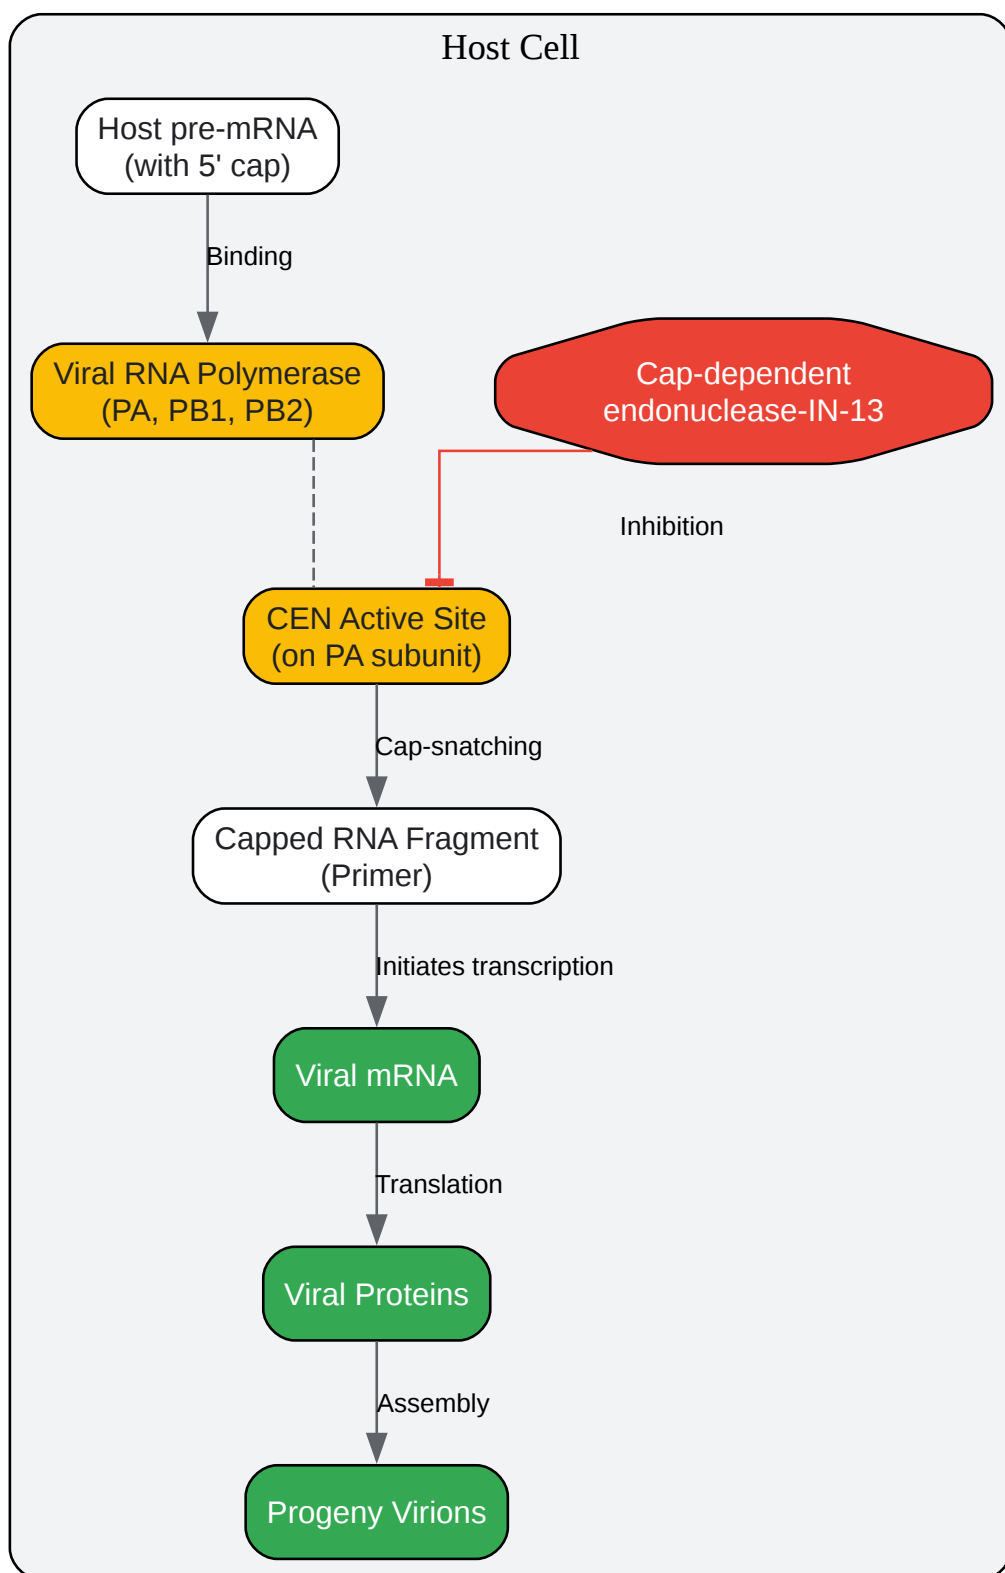 Host Cell
Host pre-mRNA
(with 5' cap)
Binding
Viral RNA Polymerase
(PA, PB1, PB2)
Cap-dependent
endonuclease-IN-13
Inhibition
CEN Active Site
(on PA subunit)
Cap-snatching
Capped RNA Fragment
(Primer)
Initiates transcription
Viral mRNA
Translation
Viral Proteins
Assembly
Progeny Virions